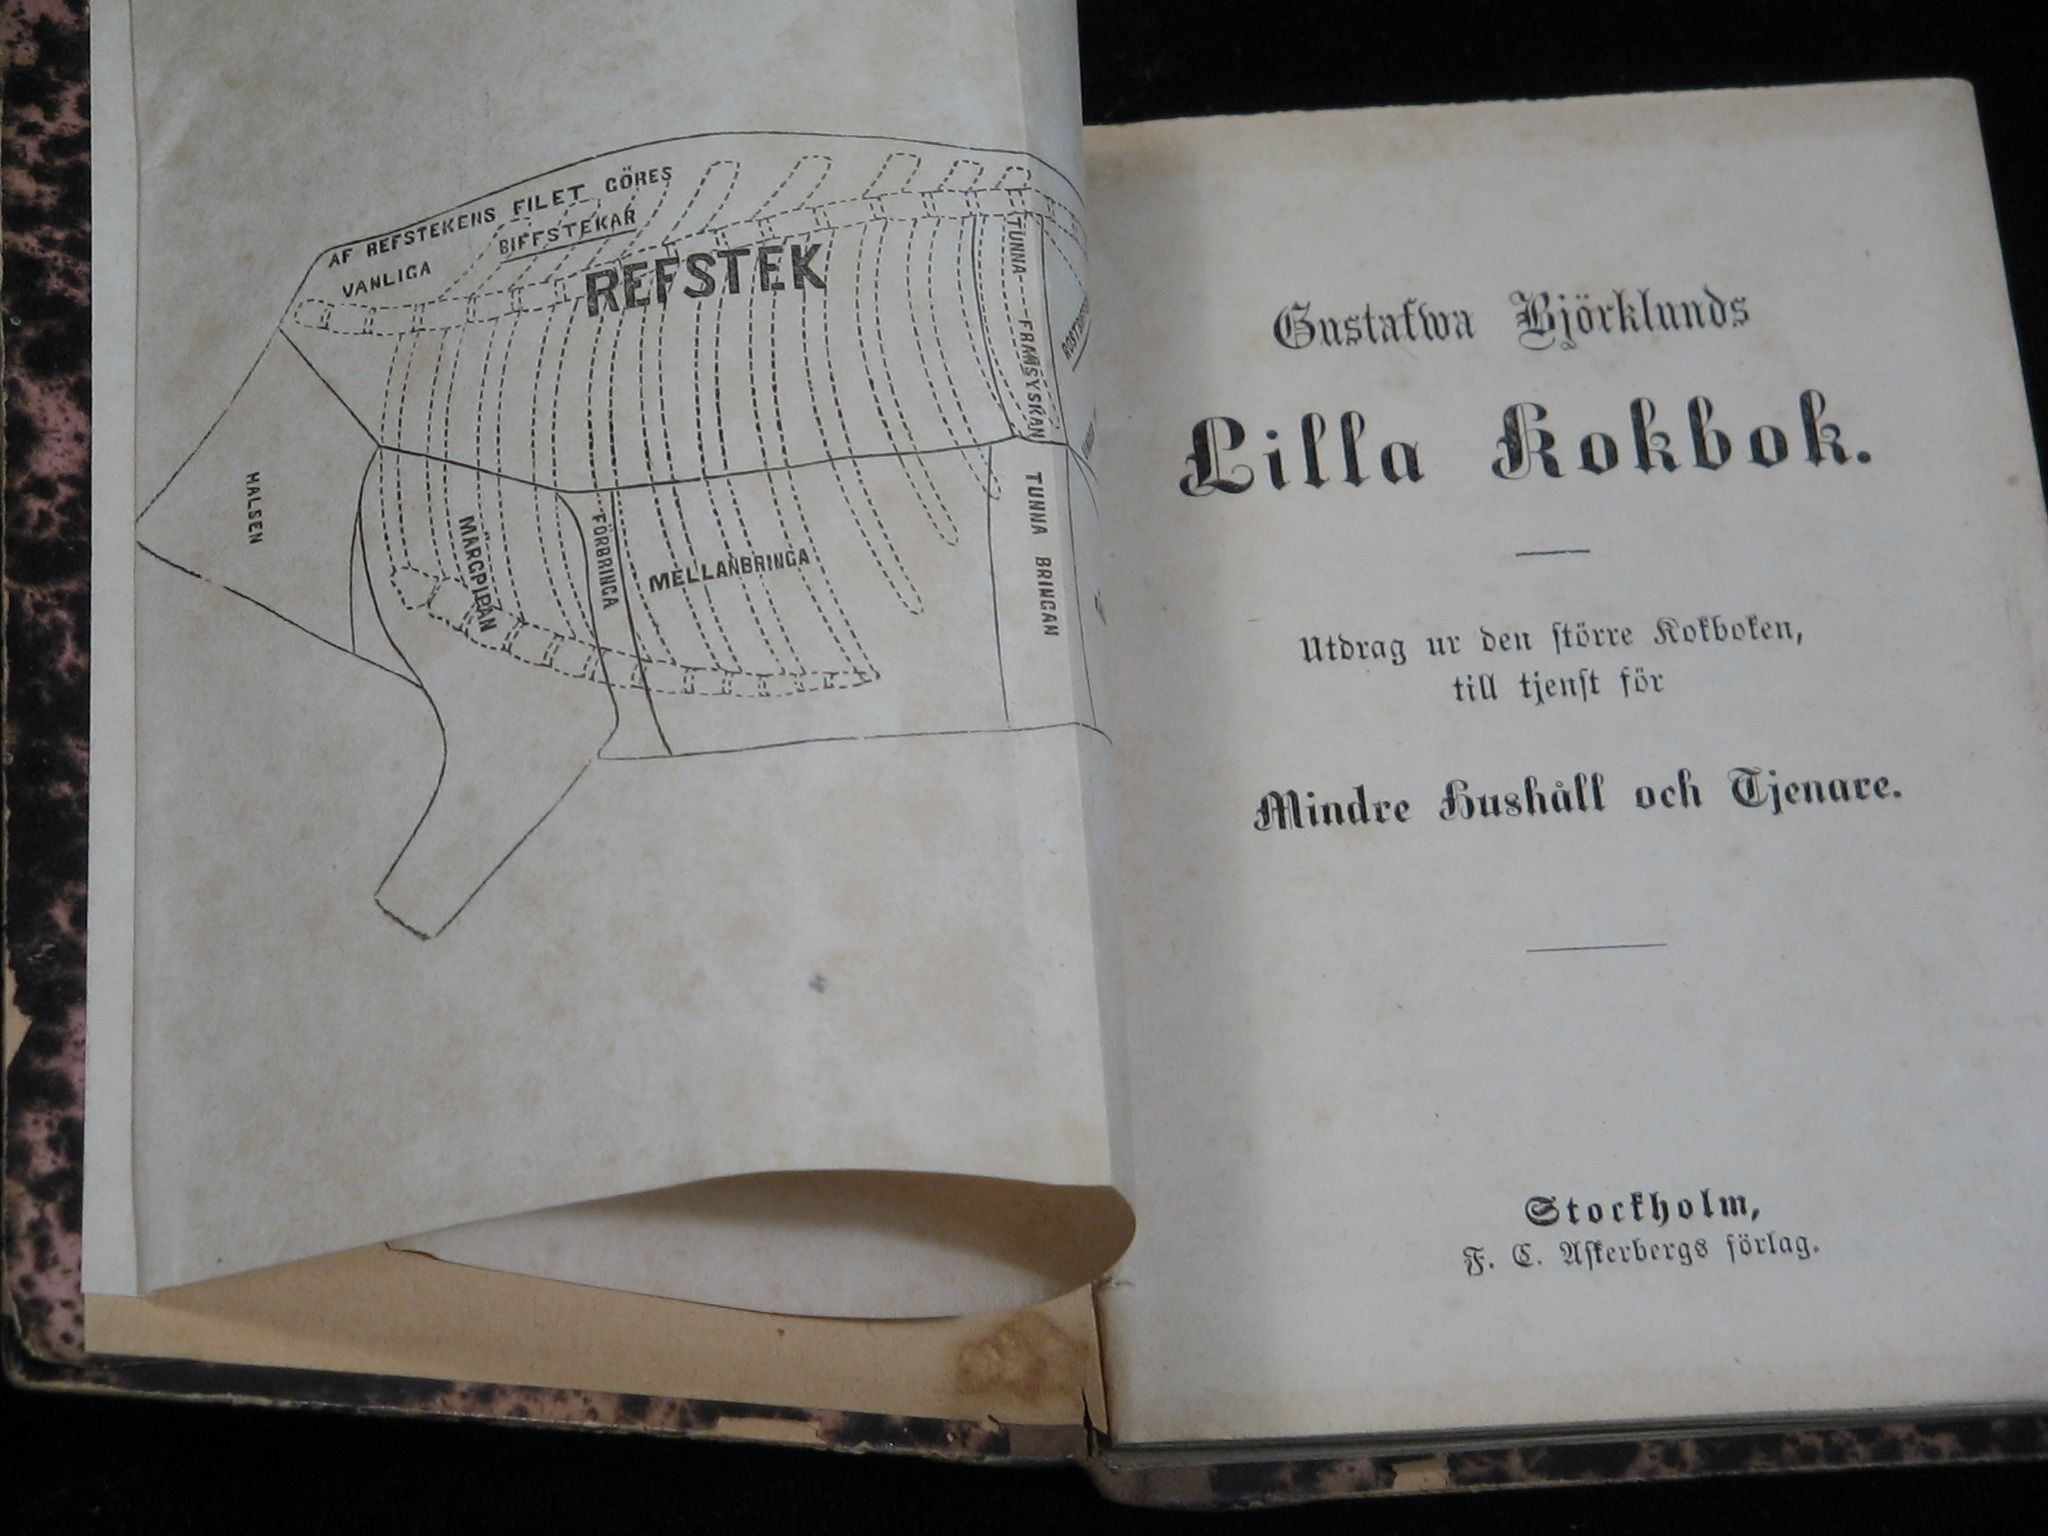 AF REFSTEKENS FILET GÖRES
VANLIGA BIFFSTEKAR
REFSTEK
TUNNA-FRAMSYSKAN
HALSEN
MÄRGPIPAN
FÖRBRINGA
MELLANBRINGA
TUNNA BRINGAN
Gustafwa Björklunds
Lilla Kokbok.
Utdrag ur den större Kokboken,
till tjenst för
Mindre Hushåll och Tjenare.
Stockholm,
F. C. Askerbergs förlag.